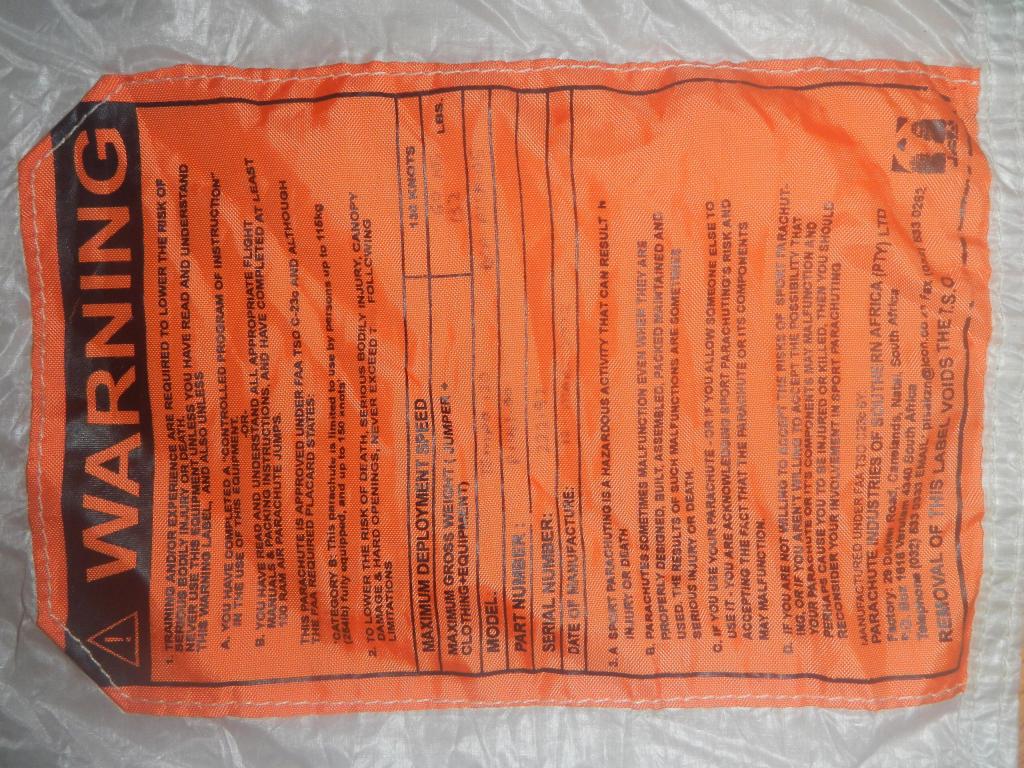 WARNING
1. TRAINING AND/OR EXPERIENCE ARE REQUIRED TO LOWER THE RISK OF
SERIOUS BODILY INJURY OR DEATH.
NEVER USE THIS EQUIPMENT UNLESS YOU HAVE READ AND UNDERSTAND
THIS WARNING LABEL, AND ALSO UNLESS
A. YOU HAVE COMPLETED A "CONTROLLED PROGRAM OF INSTRUCTION"
IN THE USE OF THIS EQUIPMENT.
-OR-
B. YOU HAVE READ AND UNDERSTAND ALL APPROPRIATE FLIGHT
MANUALS & PACKING INSTRUCTIONS, AND HAVE COMPLETED AT LEAST
100 RAM AIR PARACHUTE JUMPS.
THIS PARACHUTE IS APPROVED UNDER FAA TSO C-23c AND ALTHOUGH
THE FAA REQUIRED PLACARD STATES:
'CATEGORY B' This parachute is limited to use by persons up to 115kg
(254lb) fully equipped, and up to 150 knots'
2. TO LOWER THE RISK OF DEATH, SERIOUS BODILY INJURY, CANOPY
DAMAGE & HARD OPENINGS, NEVER EXCEED THE FOLLOWING
LIMITATIONS
MAXIMUM DEPLOYMENT SPEED 130 KNOTS
MAXIMUM GROSS WEIGHT ( JUMPER + LBS.
CLOTHING+EQUIPMENT)
MODEL:
PART NUMBER:
SERIAL NUMBER:
DATE OF MANUFACTURE:
3. A SPORT PARACHUTING IS A HAZARDOUS ACTIVITY THAT CAN RESULT
INJURY OR DEATH
B. PARACHUTES SOMETIMES MALFUNCTION EVEN WHEN THEY ARE
PROPERLY DESIGNED, BUILT, ASSEMBLED, PACKED MAINTAINED AND
USED. THE RESULTS OF SUCH MALFUNCTIONS ARE SOMETIMES
SERIOUS INJURY OR DEATH.
C. IF YOU USE YOUR PARACHUTE - OR IF YOU ALLOW SOMEONE ELSE TO
USE IT - YOU ARE ACKNOWLEDGING SPORT PARACHUTING'S RISK AND
ACCEPTING THE FACT THAT THE PARACHUTE OR ITS COMPONENTS
MAY MALFUNCTION.
D. IF YOU ARE NOT WILLING TO ACCEPT THE RISKS OF SPORT PARACHUT-
ING, OR IF YOU AREN'T WILLING TO ACCEPT THE POSSIBILITY THAT
YOUR PARACHUTE OR IT'S COMPONENTS MAY MALFUNCTION AND
PERHAPS CAUSE YOU TO BE INJURED OR KILLED, THEN YOU SHOULD
RECONSIDER YOUR INVOLVEMENT IN SPORT PARACHUTING
MANUFACTURED UNDER FAA TSO C23c BY.
PARACHUTE INDUSTRIES OF SOUTHERN AFRICA (PTY) LTD
Factory: 29 Road, Canelands, Natal, South Africa
P.O. Box 1916 Verulam 4340 South Africa
Telephone (032) 533
REMOVAL OF THIS LABEL VOIDS THE T.S.O